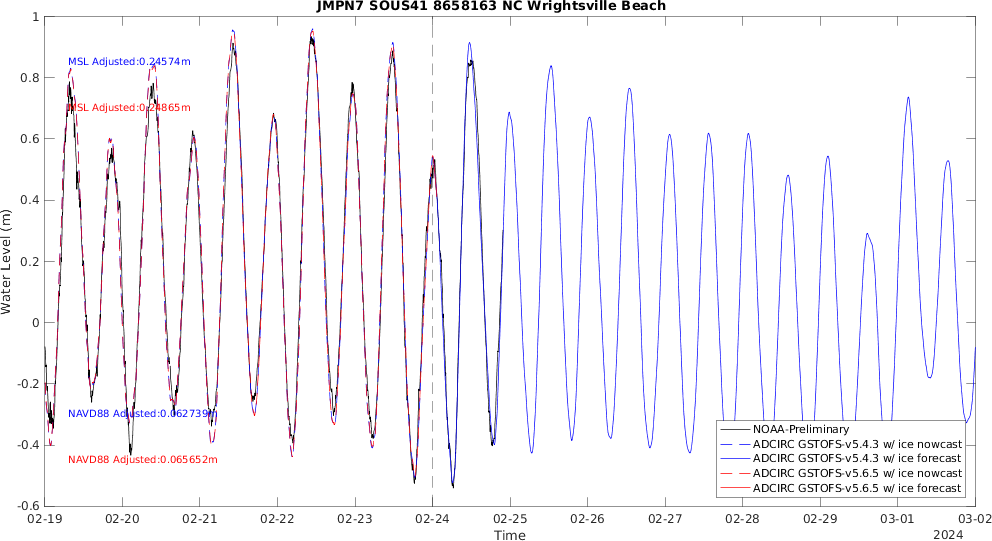 JMPN7 SOUS41 8658163 NC Wrightsville Beach
1
0.8
0.6
0.4
0.2
0
-0.2
-0.4
-0.6
Water Level (m)
MSL Adjusted:0.24574m
MSL Adjusted:0.24865m
NAVD88 Adjusted:0.062739m
NAVD88 Adjusted:0.065652m
NOAA-Preliminary
ADCIRC GSTOFS-v5.4.3 w/ ice nowcast
ADCIRC GSTOFS-v5.4.3 w/ ice forecast
ADCIRC GSTOFS-v5.6.5 w/ ice nowcast
ADCIRC GSTOFS-v5.6.5 w/ ice forecast
02-19 02-20 02-21 02-22 02-23 02-24 02-25 02-26 02-27 02-28 02-29 03-01 03-02
Time
2024